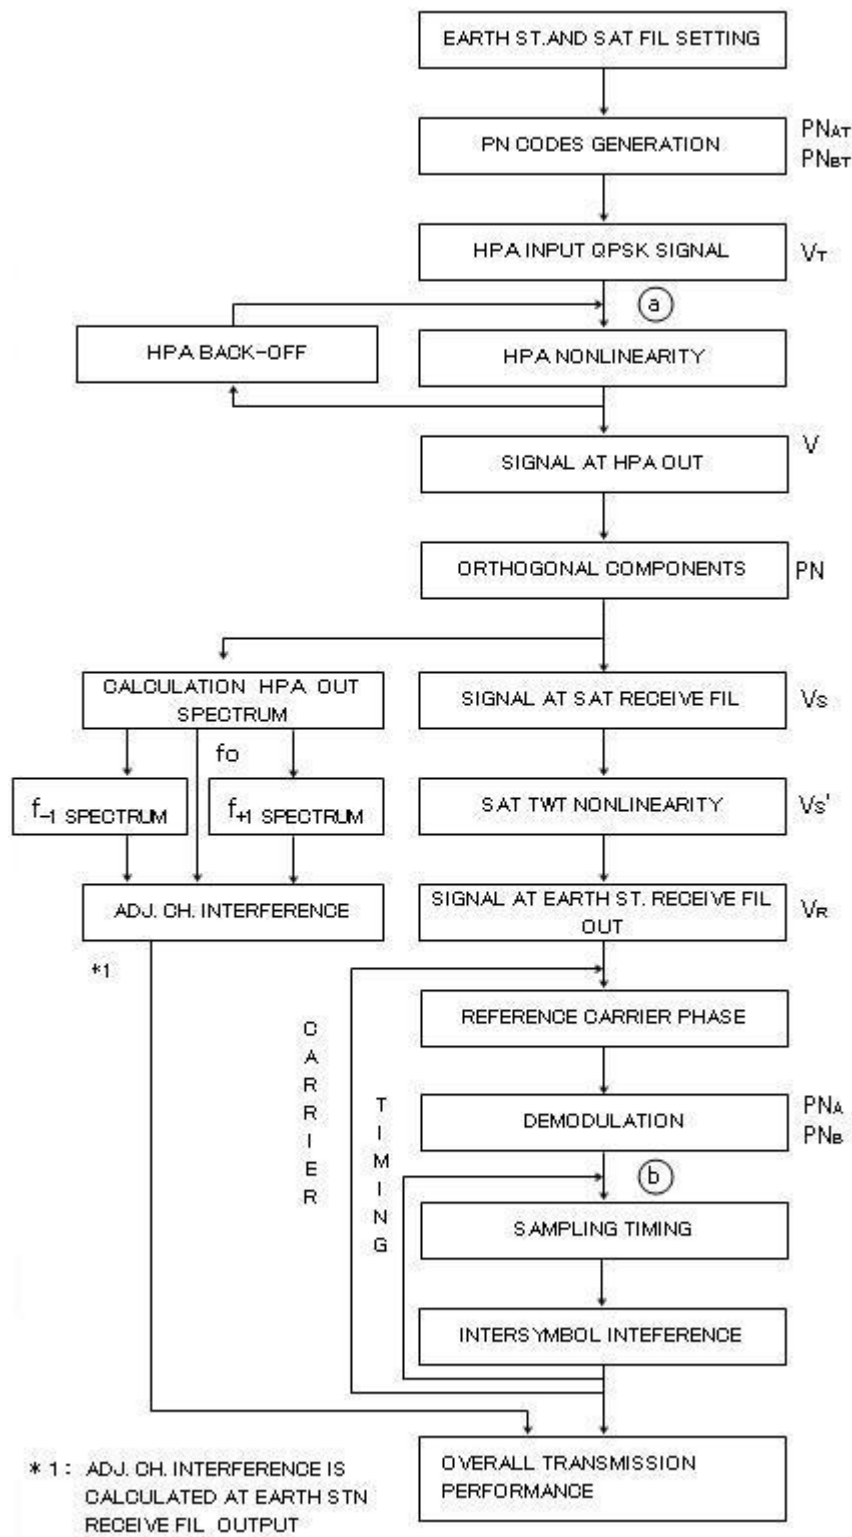 EARTH ST.AND SAT FIL SETTING
PN CODES GENERATION
PNAT
PNBT
HPA INPUT QPSK SIGNAL
VT
a
HPA BACK-OFF
HPA NONLINEARITY
SIGNAL AT HPA OUT
V
ORTHOGONAL COMPONENTS
PN
CALCULATION HPA OUT
SPECTRUM
SIGNAL AT SAT RECEIVE FIL
VS
fo
f-1 SPECTRUM
f+1 SPECTRUM
SAT TWT NONLINEARITY
VS'
ADJ. CH. INTERFERENCE
SIGNAL AT EARTH ST. RECEIVE FIL
OUT
VR
*1
CARRIER
TIMING
REFERENCE CARRIER PHASE
DEMODULATION
PNA
PNB
b
SAMPLING TIMING
INTERSYMBOL INTEFERENCE
OVERALL TRANSMISSION
PERFORMANCE
* 1 : ADJ. CH. INTERFERENCE IS
CALCULATED AT EARTH STN
RECEIVE FIL OUTPUT